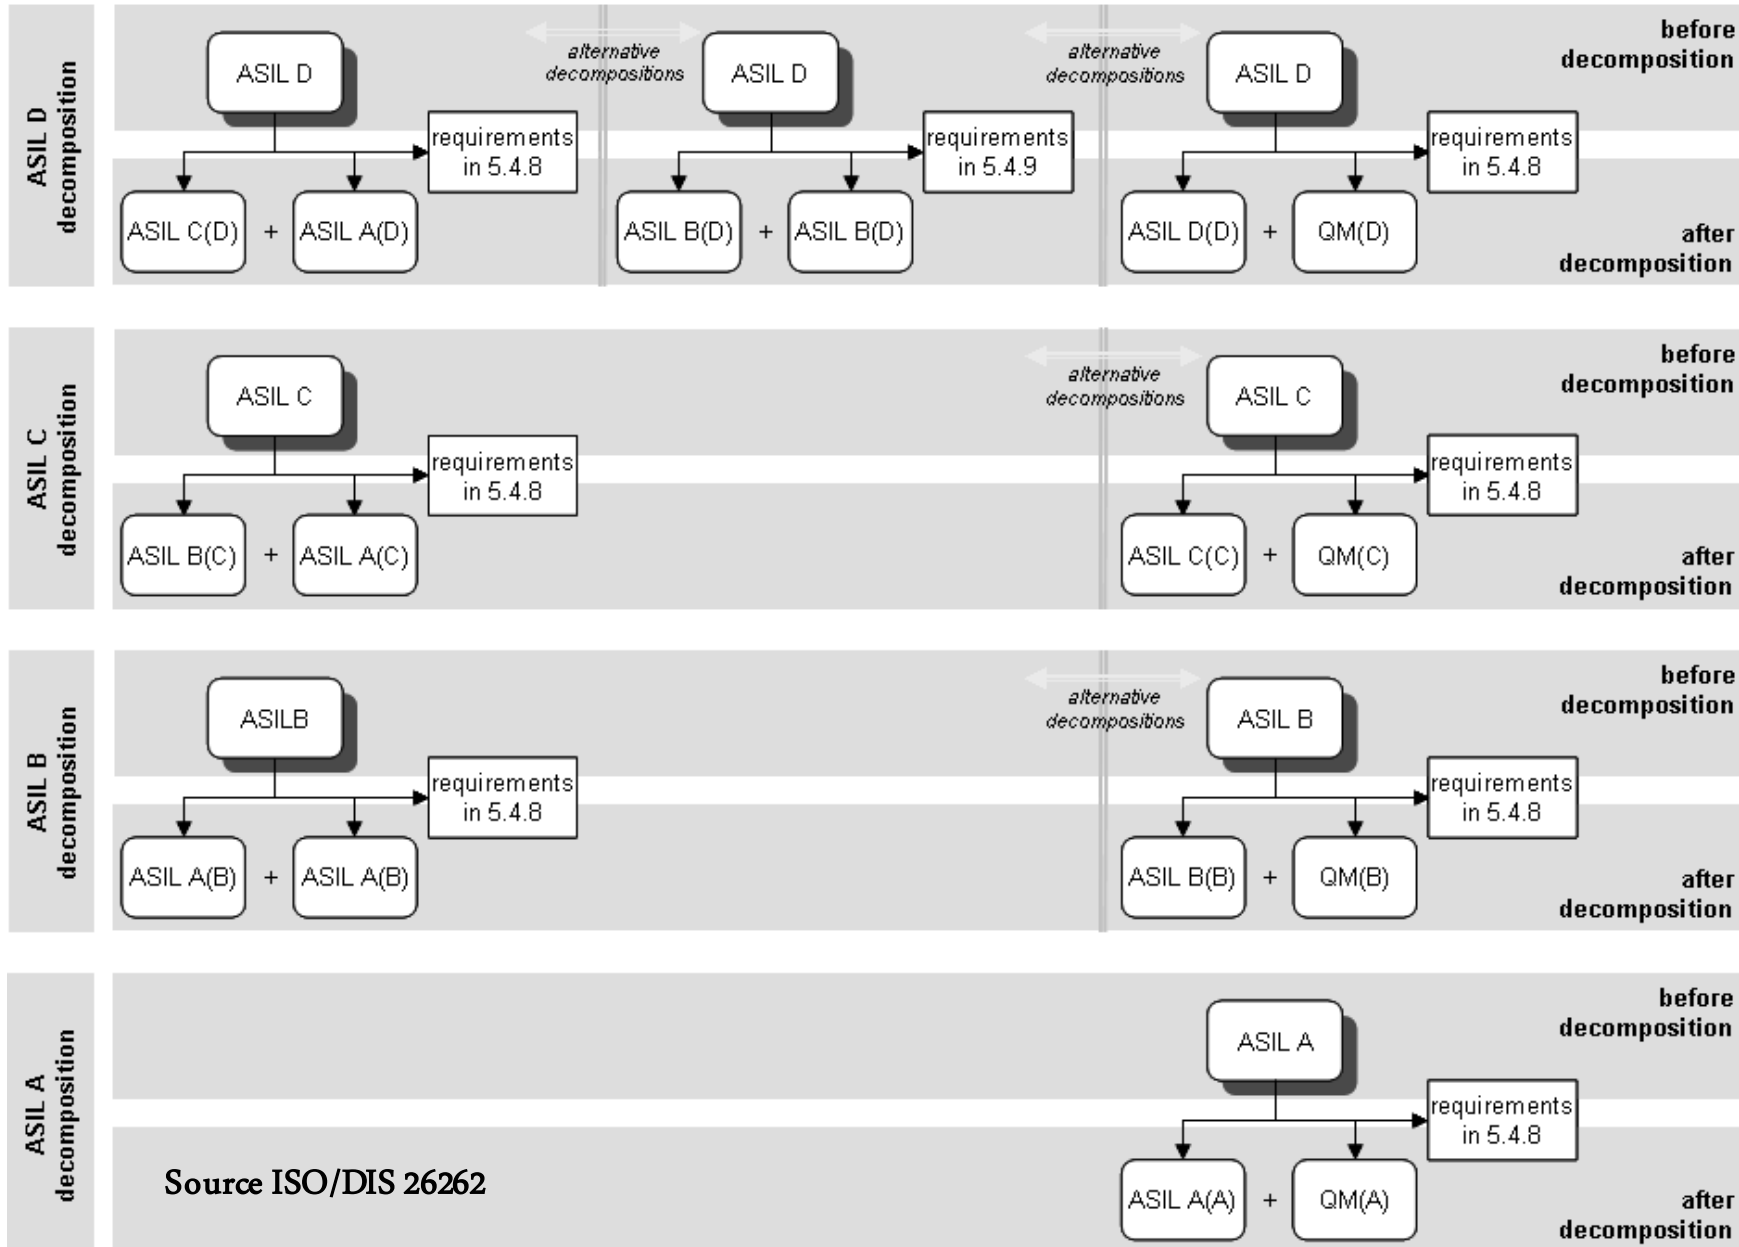 ASIL D
decomposition
ASIL D
alternative
decompositions
ASIL D
alternative
decompositions
ASIL D
before
decomposition
requirements
in 5.4.8
requirements
in 5.4.9
requirements
in 5.4.8
ASIL C(D) + ASIL A(D)
ASIL B(D) + ASIL B(D)
ASIL D(D) + QM(D)
after
decomposition
ASIL C
decomposition
ASIL C
alternative
decompositions
ASIL C
before
decomposition
requirements
in 5.4.8
requirements
in 5.4.8
ASIL B(C) + ASIL A(C)
ASIL C(C) + QM(C)
after
decomposition
ASIL B
decomposition
ASILB
alternative
decompositions
ASIL B
before
decomposition
requirements
in 5.4.8
requirements
in 5.4.8
ASIL A(B) + ASIL A(B)
ASIL B(B) + QM(B)
after
decomposition
ASIL A
decomposition
ASIL A
before
decomposition
requirements
in 5.4.8
Source ISO/DIS 26262
ASIL A(A) + QM(A)
after
decomposition